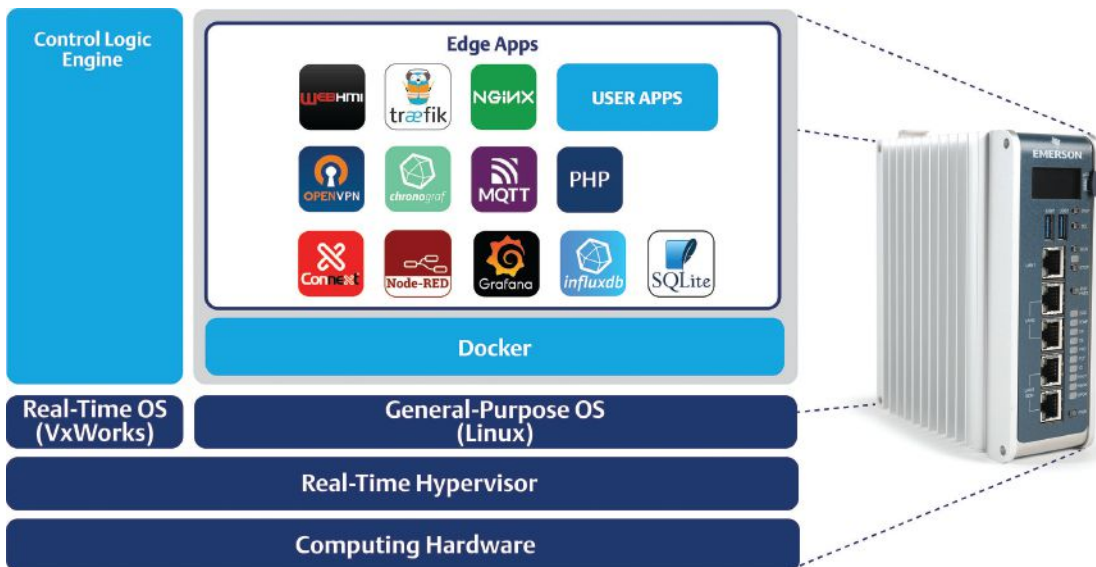 Control Logic
Engine
Edge Apps
WEBHMI
træfik
NGiNX
USER APPS
OPENVPN
chronograf
MQTT
PHP
Connext
Node-RED
Grafana
influxdb
SQLite
Docker
Real-Time OS
(VxWorks)
General-Purpose OS
(Linux)
Real-Time Hypervisor
Computing Hardware
EMERSON